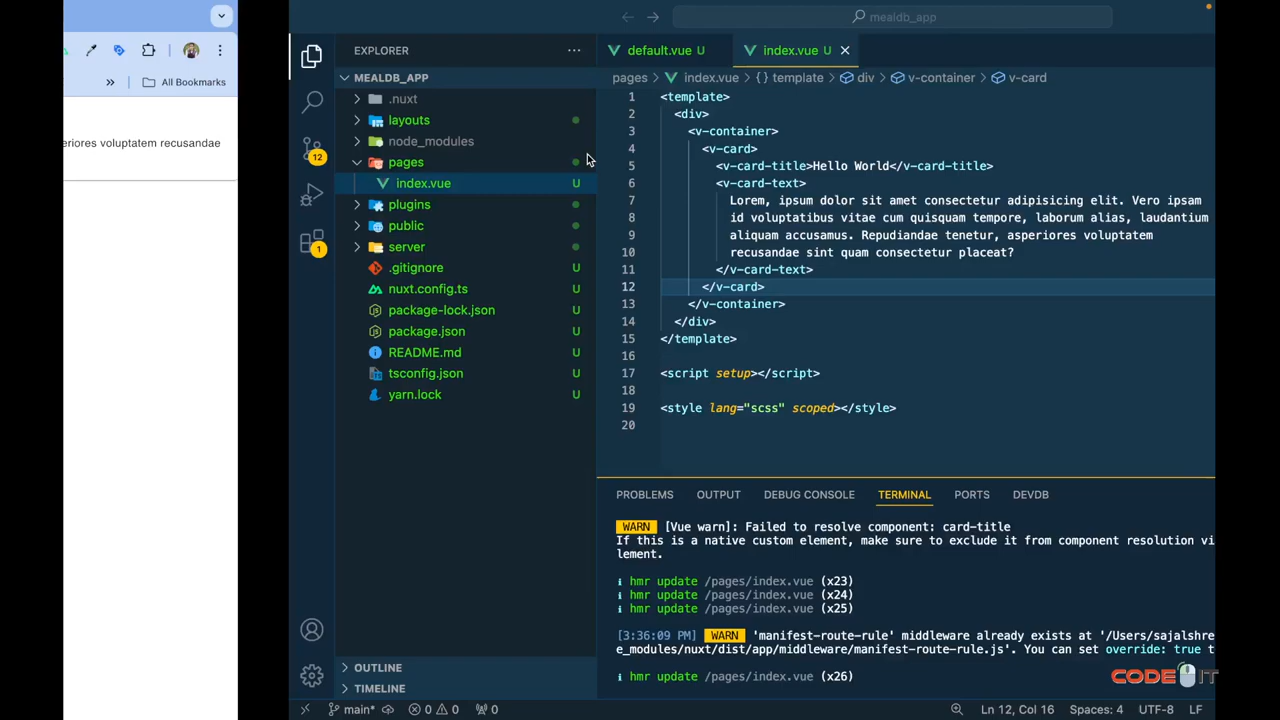 All Bookmarks
eriores voluptatem recusandae
mealdb_app
EXPLORER
MEALDB_APP
.nuxt
layouts
node_modules
pages
index.vue U
plugins
public
server
.gitignore U
nuxt.config.ts U
package-lock.json U
package.json U
README.md U
tsconfig.json U
yarn.lock U
OUTLINE
TIMELINE
12
1
default.vue U
index.vue U
pages > index.vue > {} template > div > v-container > v-card
1 <template>
2 <div>
3 <v-container>
4 <v-card>
5 <v-card-title>Hello World</v-card-title>
6 <v-card-text>
7 Lorem, ipsum dolor sit amet consectetur adipisicing elit. Vero ipsam
8 id voluptatibus vitae cum quisquam tempore, laborum alias, laudantium
9 aliquam accusamus. Repudiandae tenetur, asperiores voluptatem
10 recusandae sint quam consectetur placeat?
11 </v-card-text>
12 </v-card>
13 </v-container>
14 </div>
15 </template>
16
17 <script setup></script>
18
19 <style lang="scss" scoped></style>
20
PROBLEMS OUTPUT DEBUG CONSOLE TERMINAL PORTS DEVDB
WARN [Vue warn]: Failed to resolve component: card-title
If this is a native custom element, make sure to exclude it from component resolution vi
lement.
i hmr update /pages/index.vue (x23)
i hmr update /pages/index.vue (x24)
i hmr update /pages/index.vue (x25)
[3:36:09 PM] WARN 'manifest-route-rule' middleware already exists at '/Users/sajalshre
e_modules/nuxt/dist/app/middleware/manifest-route-rule.js'. You can set override: true t
i hmr update /pages/index.vue (x26)
CODE IT
main* 0 0 0 Ln 12, Col 16 Spaces: 4 UTF-8 LF